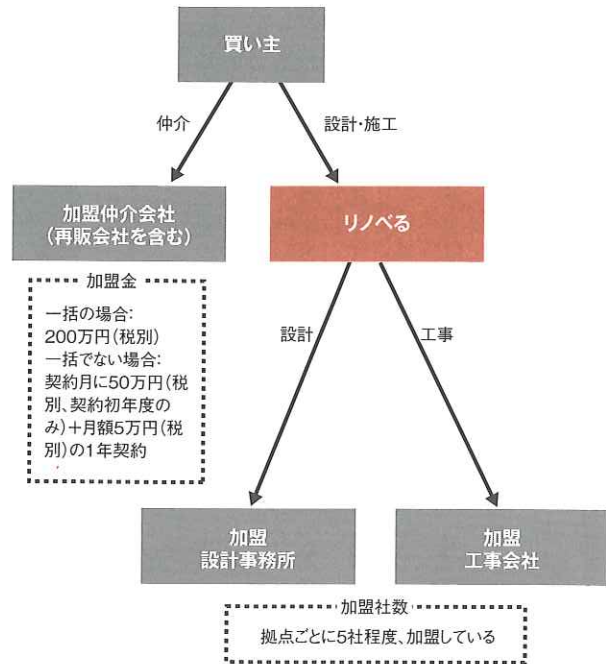 買い主
仲介
設計・施工
加盟仲介会社
(再販会社を含む)
リノベる
加盟金
一括の場合:
200万円(税別)
一括でない場合:
契約月に50万円(税
別、契約初年度の
み)+月額5万円(税
別)の1年契約
設計
工事
加盟
設計事務所
加盟
工事会社
加盟社数
拠点ごとに5社程度、加盟している